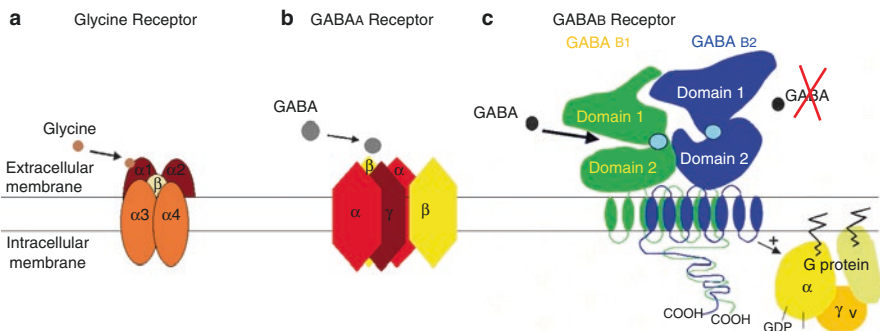 a Glycine Receptor
Glycine
Extracellular
membrane
α1 α2
β
α3 α4
Intracellular
membrane
b GABAA Receptor
GABA
β
α
α γ β
c GABAB Receptor
GABA B1 GABA B2
GABA
Domain 1
Domain 2
Domain 1
Domain 2
GABA
+
G protein
α
γ v
GDP
COOH COOH